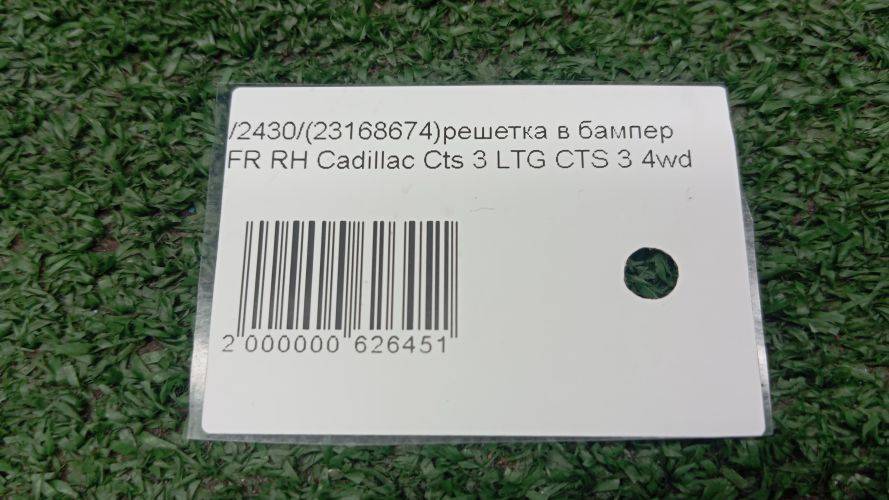 /2430/(23168674)решетка в бампер
FR RH Cadillac Cts 3 LTG CTS 3 4wd
2 000000 626451